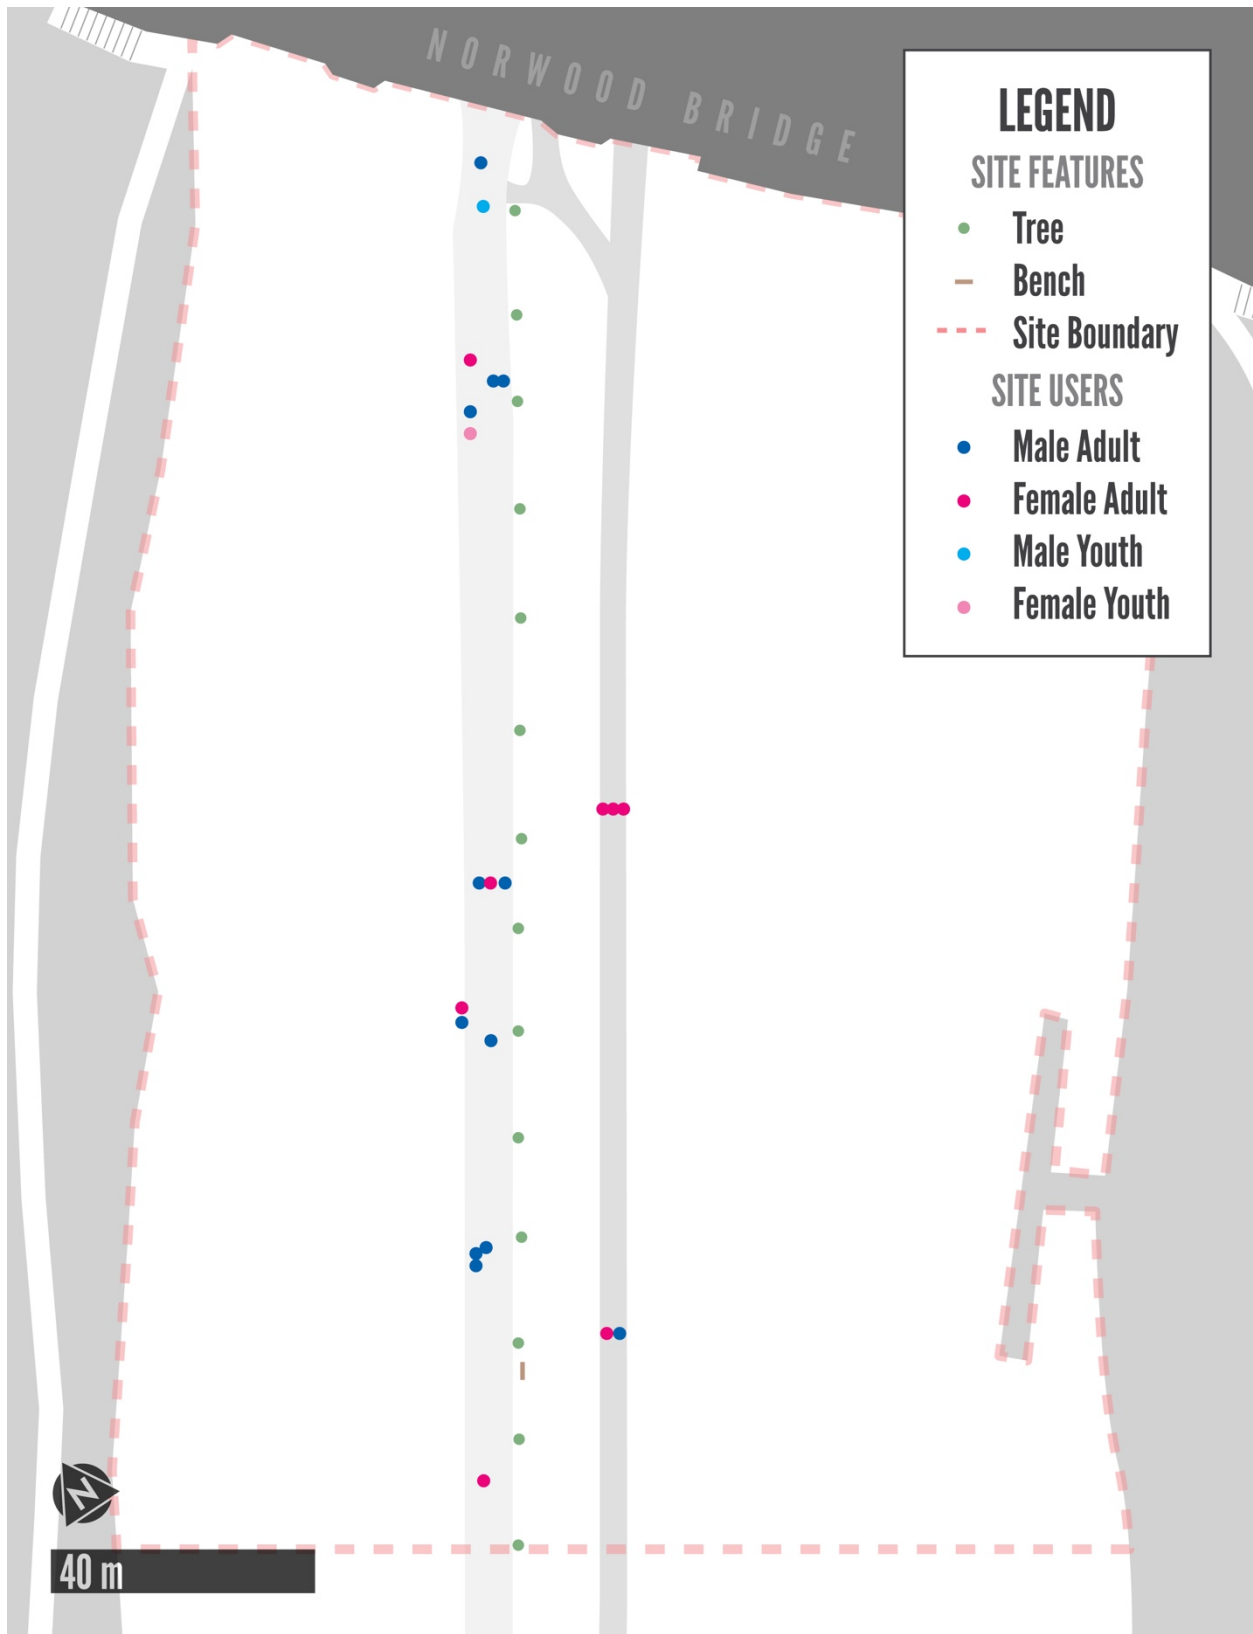 NORWOOD BRIDGE
LEGEND
SITE FEATURES
Tree
Bench
Site Boundary
SITE USERS
Male Adult
Female Adult
Male Youth
Female Youth
N
40 m